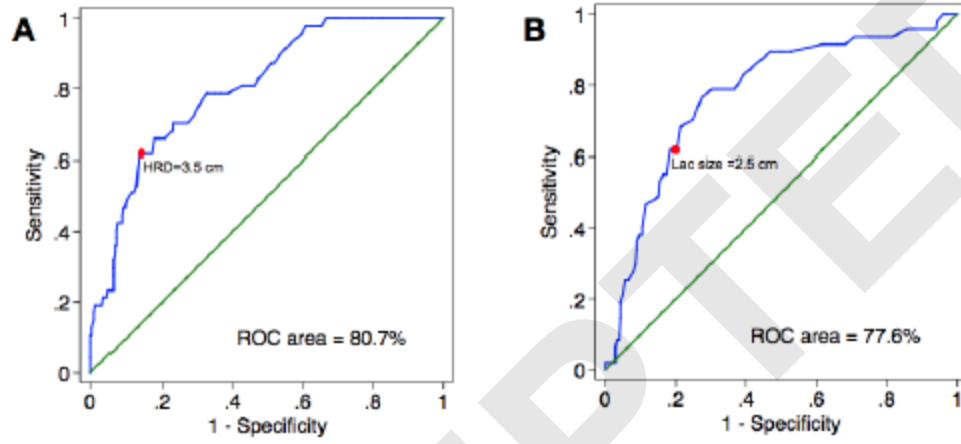 A
1
.8
.6
.4
.2
0
Sensitivity
HRD=3.5 cm
ROC area = 80.7%
0
.2
.4
.6
.8
1
1 - Specificity
B
1
.8
.6
.4
.2
0
Sensitivity
Lac size =2.5 cm
ROC area = 77.6%
0
.2
.4
.6
.8
1
1 - Specificity